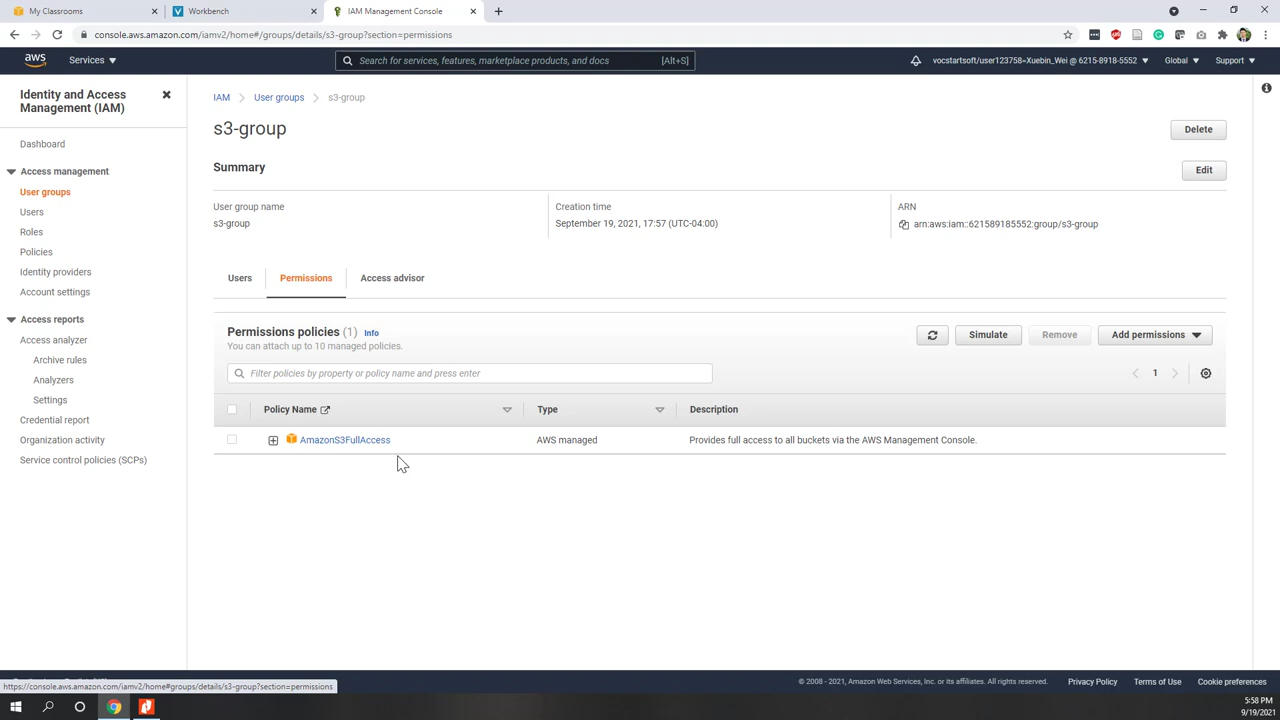 My Classrooms
Workbench
IAM Management Console
console.aws.amazon.com/iamv2/home#/groups/details/s3-group?section=permissions
aws
Services
Search for services, features, marketplace products, and docs
[Alt+S]
vocstartsoft/user123758=Xuebin_Wei @ 6215-8918-5552
Global
Support
Identity and Access
Management (IAM)
Dashboard
Access management
User groups
Users
Roles
Policies
Identity providers
Account settings
Access reports
Access analyzer
Archive rules
Analyzers
Settings
Credential report
Organization activity
Service control policies (SCPs)
IAM
User groups
s3-group
s3-group
Delete
Summary
Edit
User group name
s3-group
Creation time
September 19, 2021, 17:57 (UTC-04:00)
ARN
arn:aws:iam::621589185552:group/s3-group
Users
Permissions
Access advisor
Permissions policies (1)
Info
You can attach up to 10 managed policies.
Simulate
Remove
Add permissions
Filter policies by property or policy name and press enter
1
Policy Name
Type
Description
AmazonS3FullAccess
AWS managed
Provides full access to all buckets via the AWS Management Console.
https://console.aws.amazon.com/iamv2/home#groups/details/s3-group?section=permissions
© 2008 - 2021, Amazon Web Services, Inc. or its affiliates. All rights reserved.
Privacy Policy
Terms of Use
Cookie preferences
5:58 PM
9/19/2021